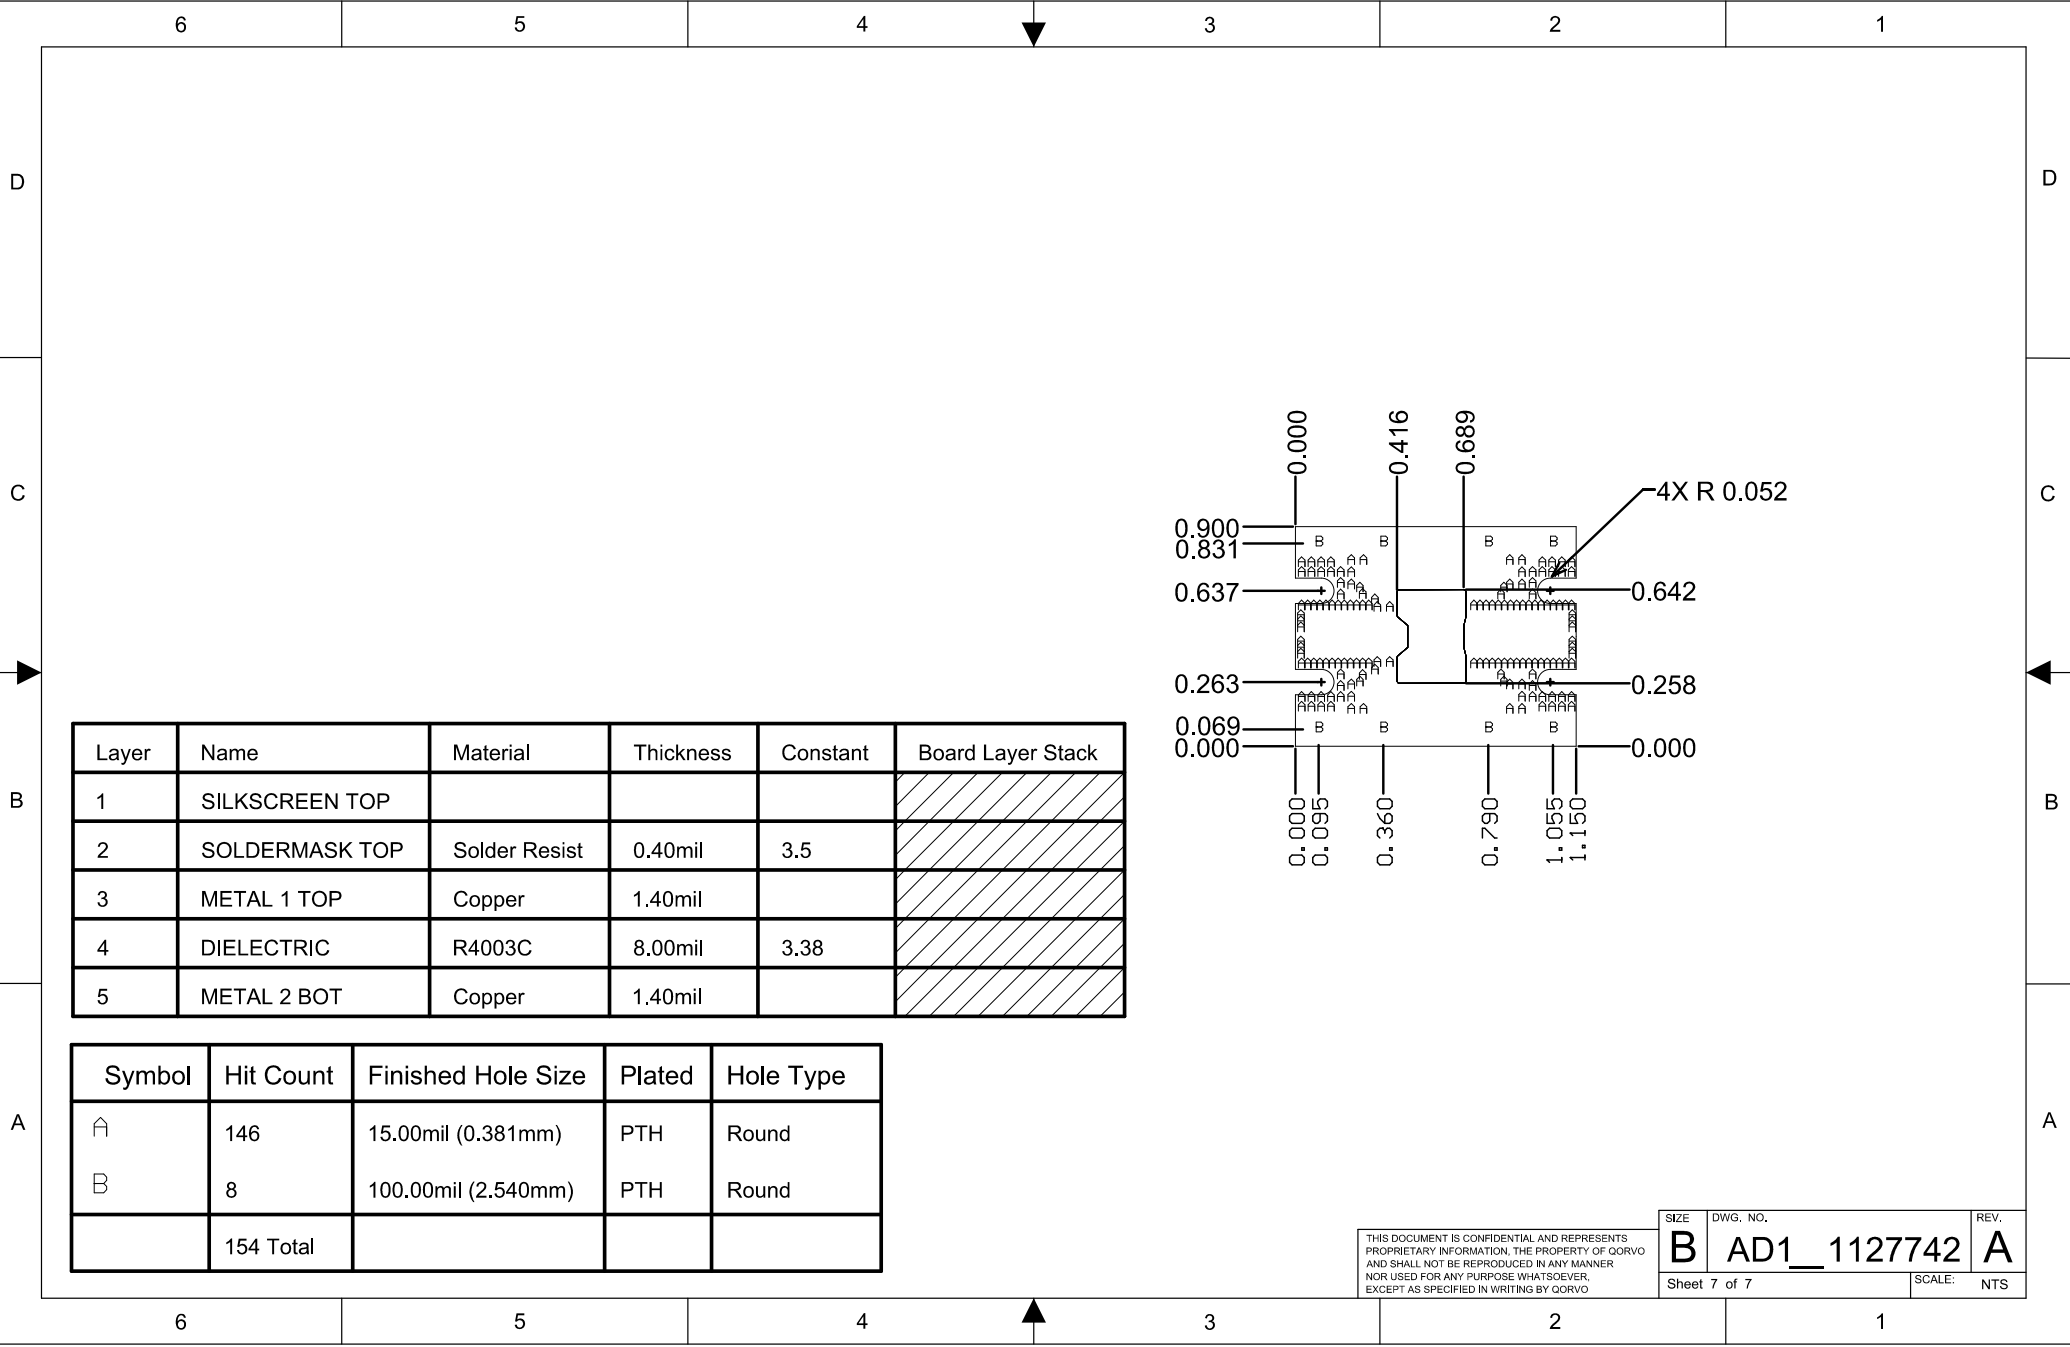 6 5 4 3 2 1
D D
C C
B B
A A
0.000 0.416 0.689
4X R 0.052
0.900
0.831
0.637 0.642
0.263 0.258
0.069
0.000 0.000
0.000 0.095 0.360 0.790 1.055 1.150
Layer Name Material Thickness Constant Board Layer Stack
1 SILKSCREEN TOP
2 SOLDERMASK TOP Solder Resist 0.40mil 3.5
3 METAL 1 TOP Copper 1.40mil
4 DIELECTRIC R4003C 8.00mil 3.38
5 METAL 2 BOT Copper 1.40mil
Symbol Hit Count Finished Hole Size Plated Hole Type
A 146 15.00mil (0.381mm) PTH Round
B 8 100.00mil (2.540mm) PTH Round
154 Total
THIS DOCUMENT IS CONFIDENTIAL AND REPRESENTS
PROPRIETARY INFORMATION, THE PROPERTY OF QORVO
AND SHALL NOT BE REPRODUCED IN ANY MANNER
NOR USED FOR ANY PURPOSE WHATSOEVER,
EXCEPT AS SPECIFIED IN WRITING BY QORVO
SIZE DWG. NO. REV.
B AD1__1127742 A
Sheet 7 of 7 SCALE: NTS
6 5 4 3 2 1